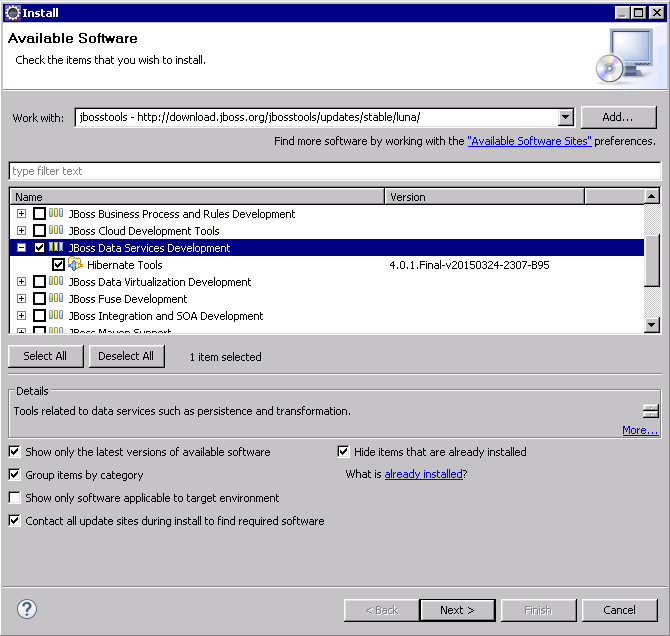 Install
Available Software
Check the items that you wish to install.
Work with: jbosstools - http://download.jboss.org/jbosstools/updates/stable/luna/ Add...
Find more software by working with the "Available Software Sites" preferences.
type filter text
Name Version
JBoss Business Process and Rules Development
JBoss Cloud Development Tools
JBoss Data Services Development
Hibernate Tools 4.0.1.Final-v20150324-2307-B95
JBoss Data Virtualization Development
JBoss Fuse Development
JBoss Integration and SOA Development
JBoss Maven Support
Select All Deselect All 1 item selected
Details
Tools related to data services such as persistence and transformation.
More...
Show only the latest versions of available software Hide items that are already installed
Group items by category What is already installed?
Show only software applicable to target environment
Contact all update sites during install to find required software
? < Back Next > Finish Cancel